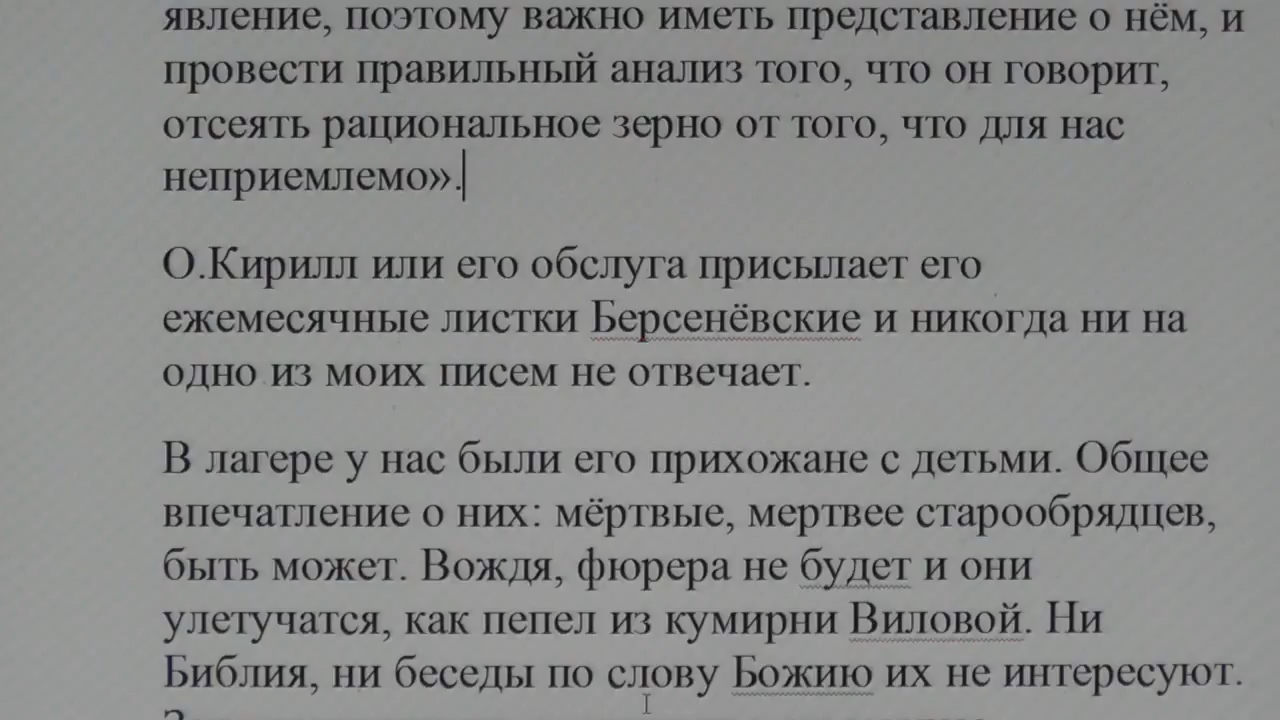 явление, поэтому важно иметь представление о нём, и
провести правильный анализ того, что он говорит,
отсеять рациональное зерно от того, что для нас
неприемлемо».
О.Кирилл или его обслуга присылает его
ежемесячные листки Берсенёвские и никогда ни на
одно из моих писем не отвечает.
В лагере у нас были его прихожане с детьми. Общее
впечатление о них: мёртвые, мертвее старообрядцев,
быть может. Вождя, фюрера не будет и они
улетучатся, как пепел из кумирни Виловой. Ни
Библия, ни беседы по слову Божию их не интересуют.